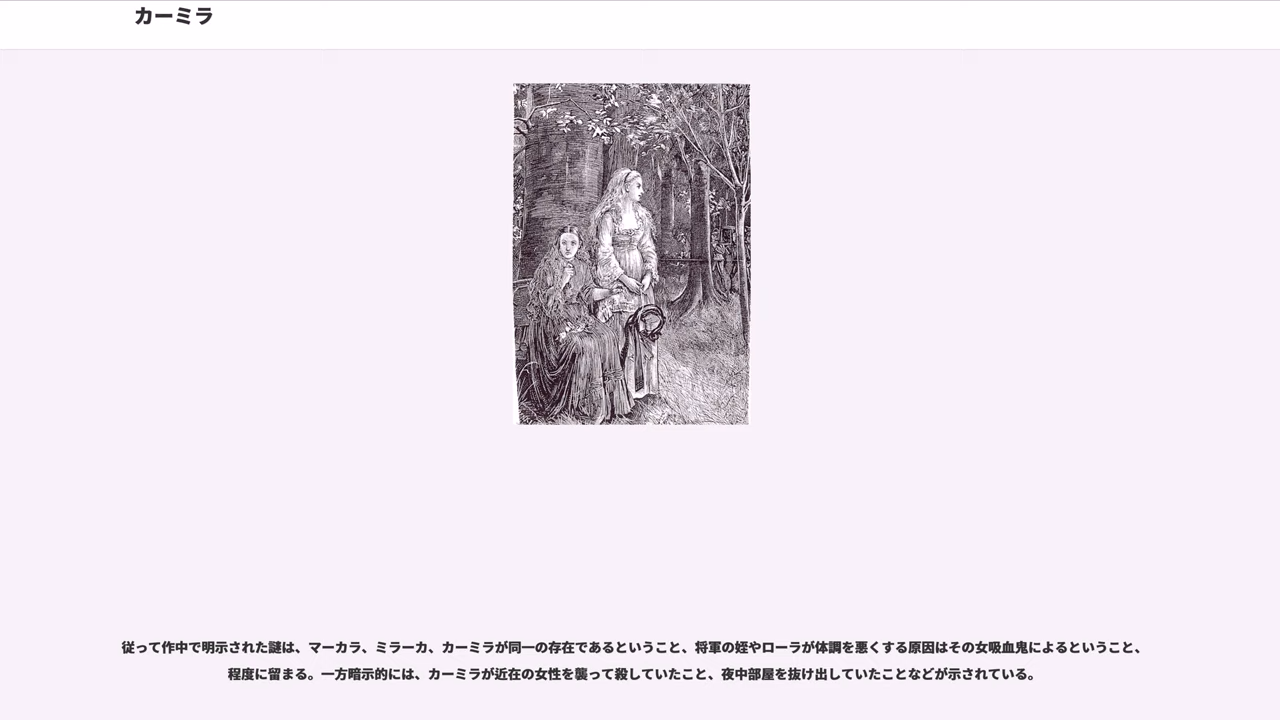 カーミラ
従って作中で明示された謎は、マーカラ、ミラーカ、カーミラが同一の存在であるということ、将軍の姪やローラが体調を悪くする原因はその女吸血鬼によるということ、
程度に留まる。一方暗示的には、カーミラが近在の女性を襲って殺していたこと、夜中部屋を抜け出していたことなどが示されている。